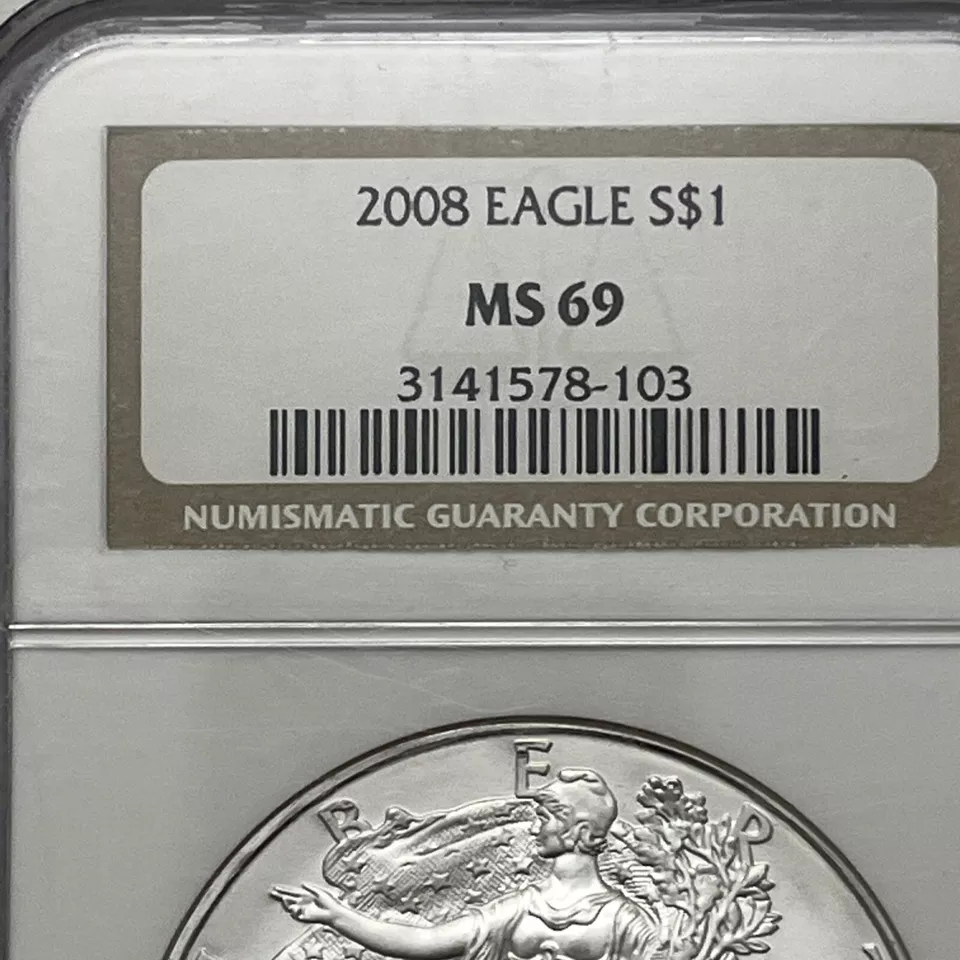 2008 EAGLE S$1
MS 69
3141578-103
NUMISMATIC GUARANTY CORPORATION
B E R